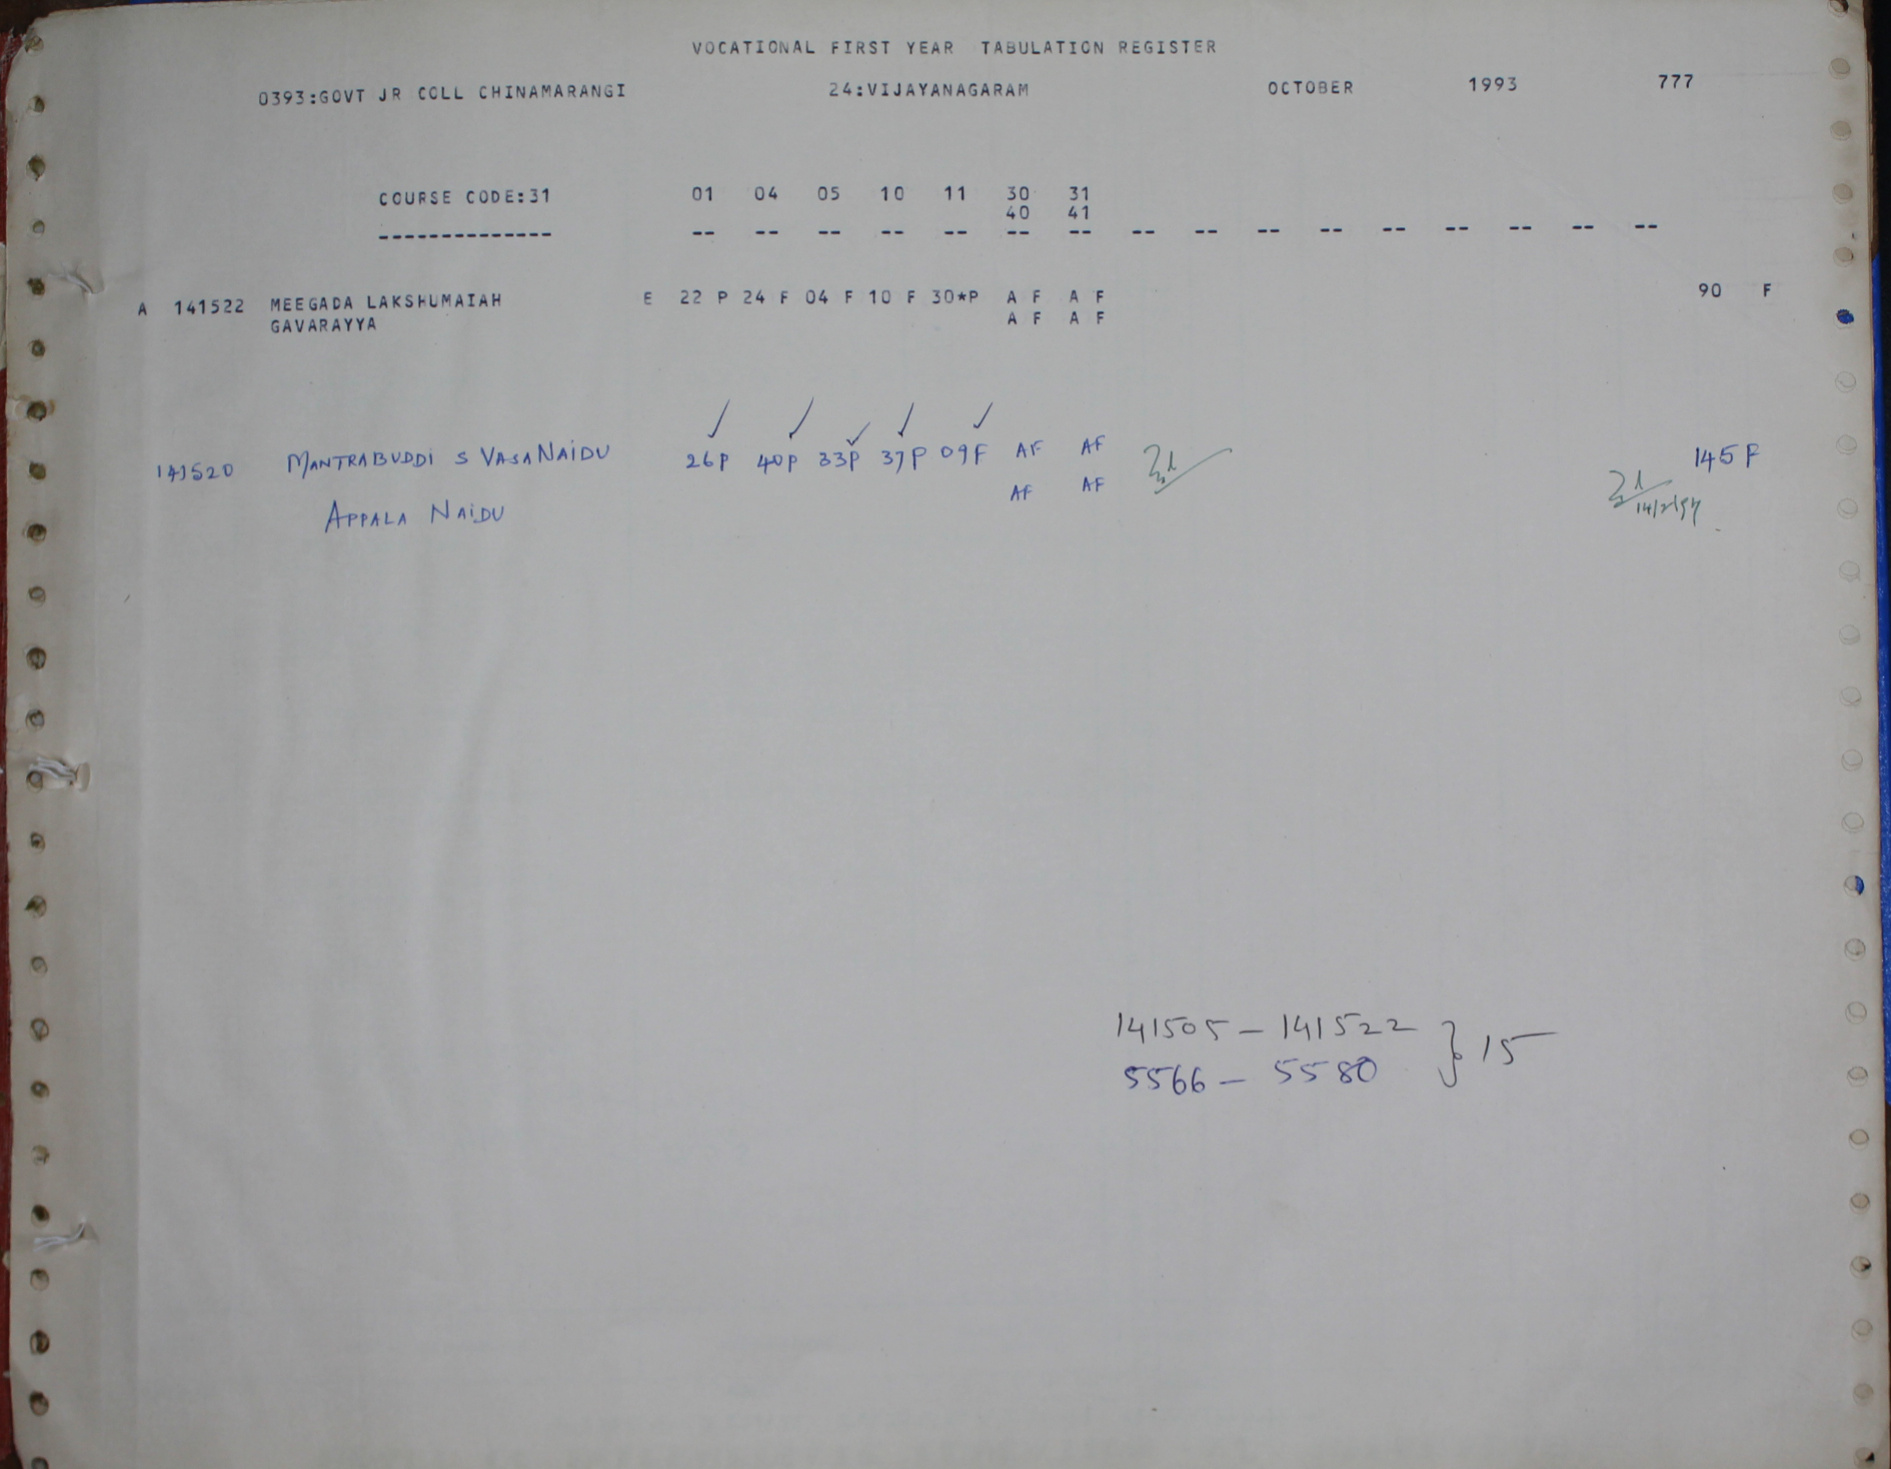 VOCATIONAL FIRST YEAR TABULATION REGISTER
0393:GOVT JR COLL CHINAMARANGI 24:VIJAYANAGARAM OCTOBER 1993 777
COURSE CODE:31 01 04 05 10 11 30 31
40 41
-------------- -- -- -- -- -- -- -- -- -- -- -- -- -- -- -- --
A 141522 MEEGADA LAKSHUMAIAH E 22 P 24 F 04 F 10 F 30*P A F A F 90 F
GAVARAYYA A F A F
141520 MANTRABUDDI S VASA NAIDU 26P 40P 33P 37P 09F AF AF 145 F
APPALA NAIDU AF AF
141505 - 141522 } 15
5566 - 5580